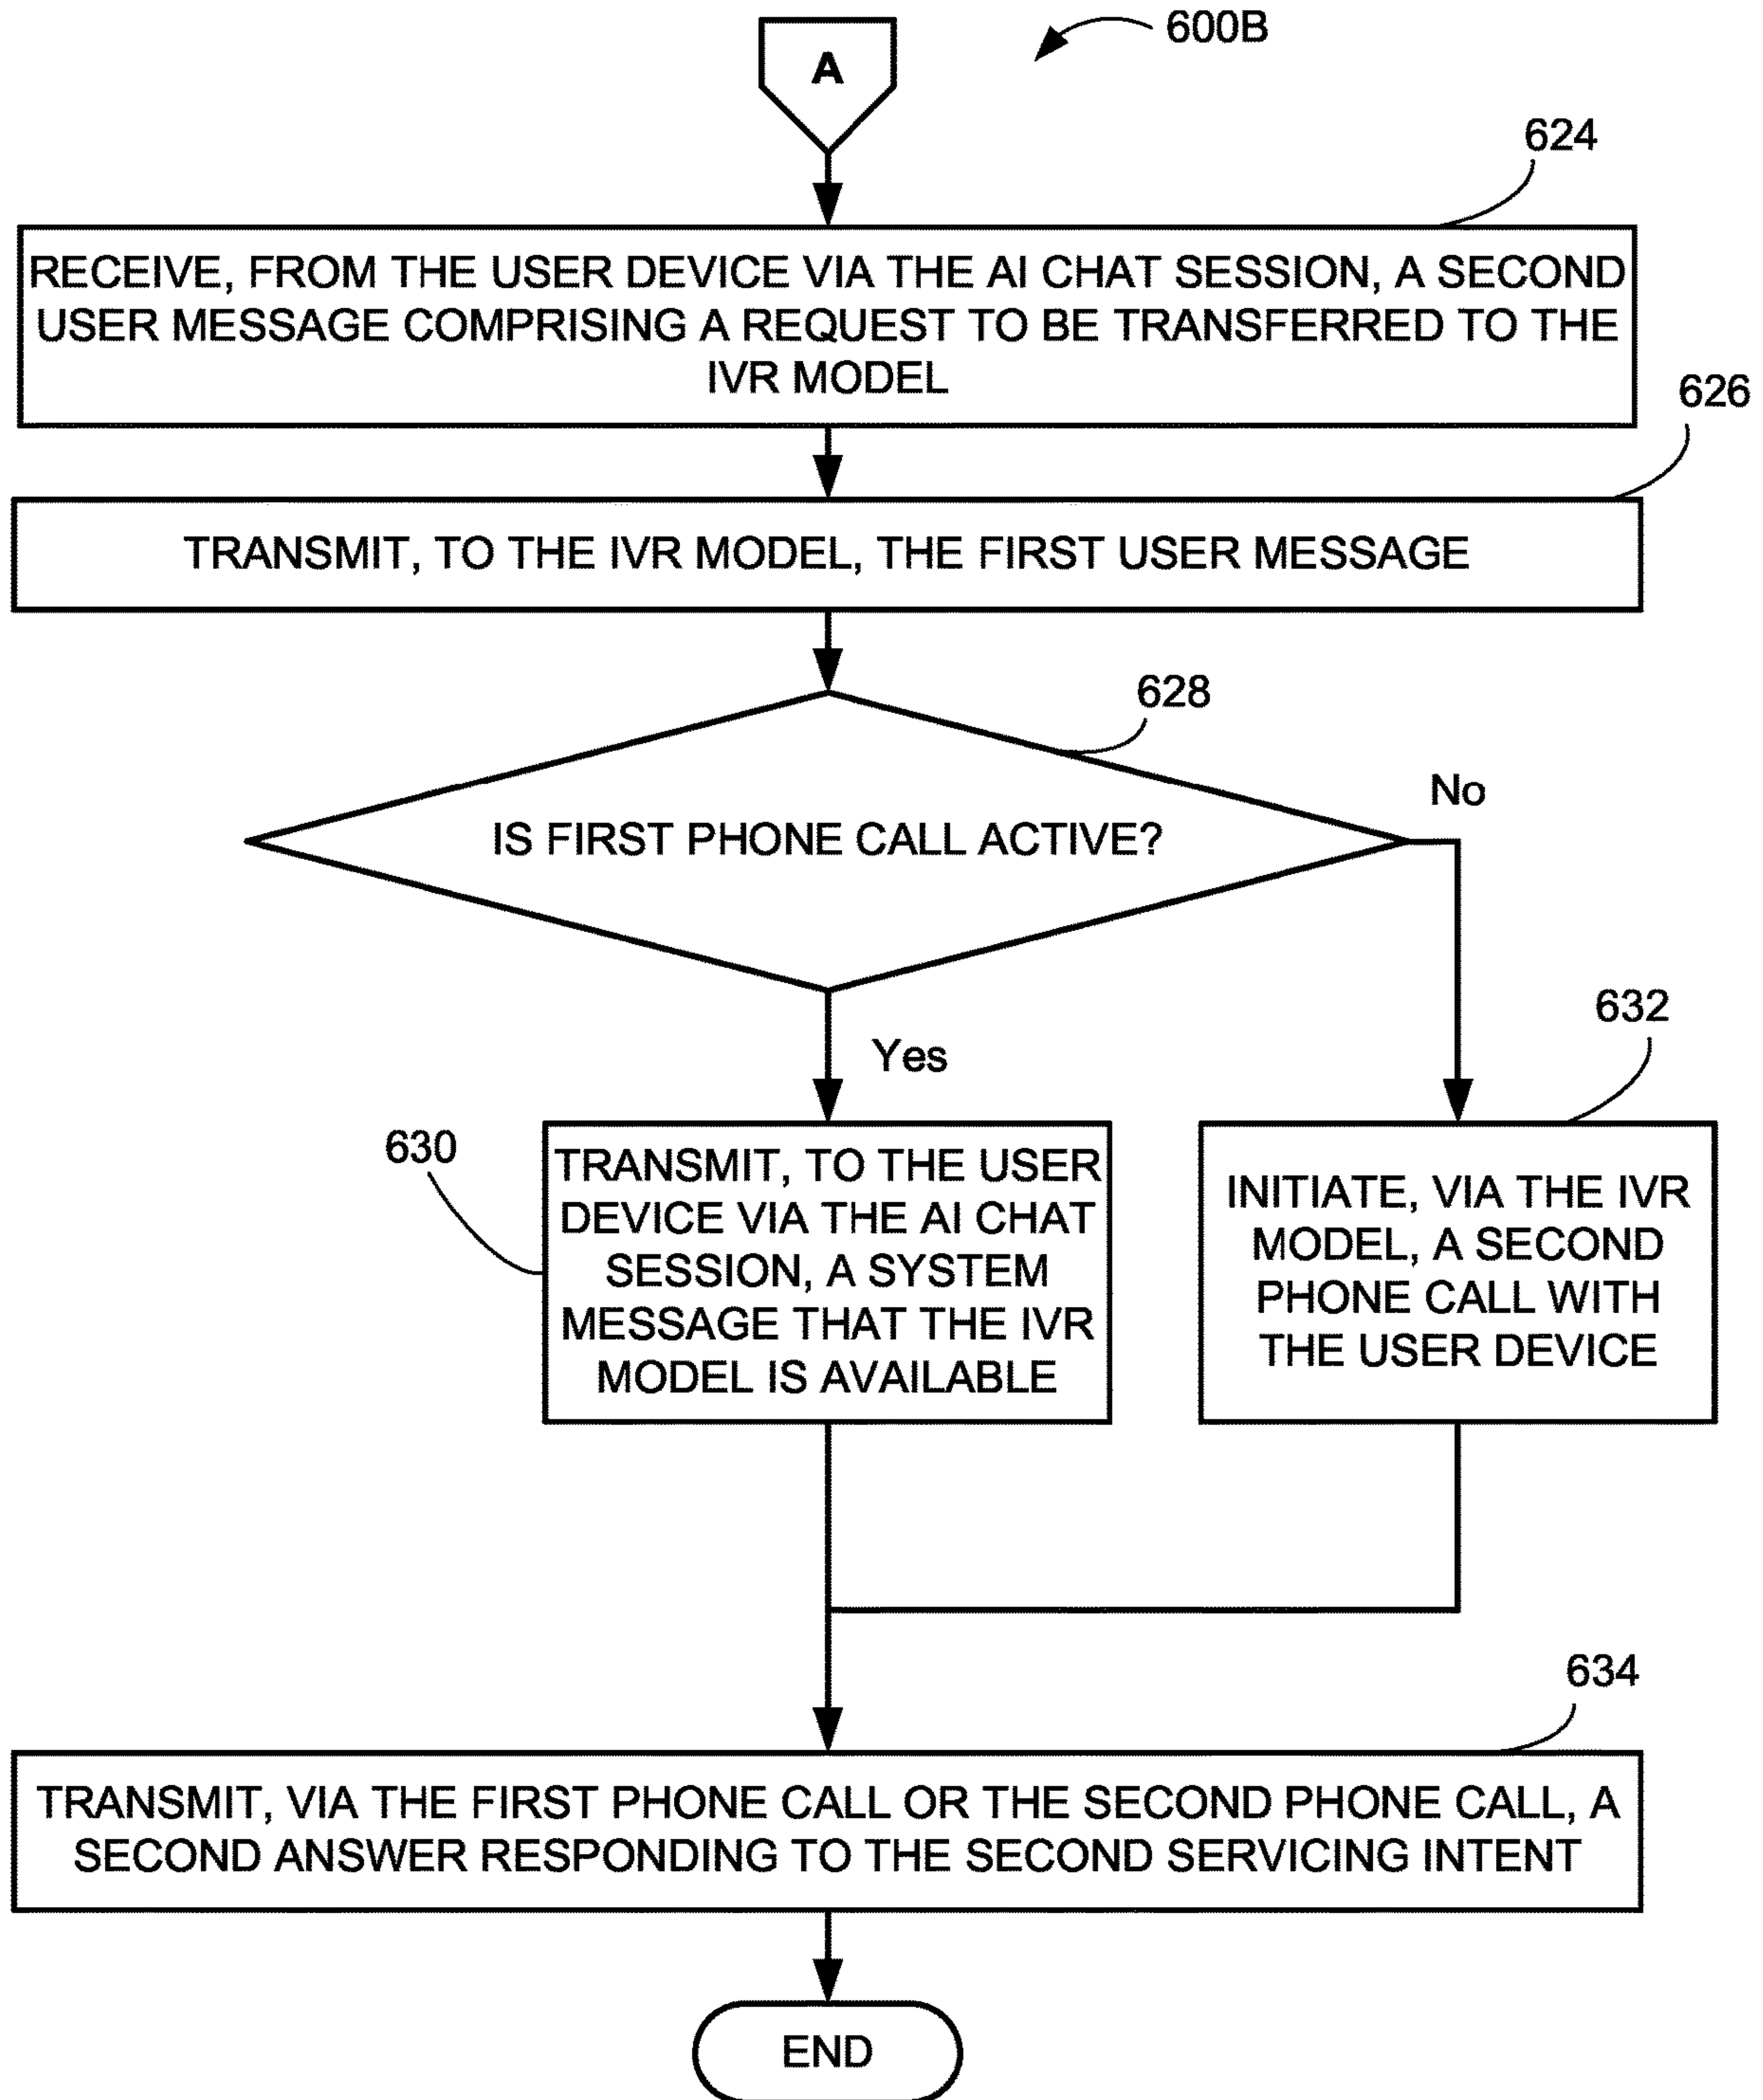 600B
A
624
RECEIVE, FROM THE USER DEVICE VIA THE AI CHAT SESSION, A SECOND
USER MESSAGE COMPRISING A REQUEST TO BE TRANSFERRED TO THE
IVR MODEL
626
TRANSMIT, TO THE IVR MODEL, THE FIRST USER MESSAGE
628
IS FIRST PHONE CALL ACTIVE?
No
Yes
630
TRANSMIT, TO THE USER
DEVICE VIA THE AI CHAT
SESSION, A SYSTEM
MESSAGE THAT THE IVR
MODEL IS AVAILABLE
632
INITIATE, VIA THE IVR
MODEL, A SECOND
PHONE CALL WITH
THE USER DEVICE
634
TRANSMIT, VIA THE FIRST PHONE CALL OR THE SECOND PHONE CALL, A
SECOND ANSWER RESPONDING TO THE SECOND SERVICING INTENT
END